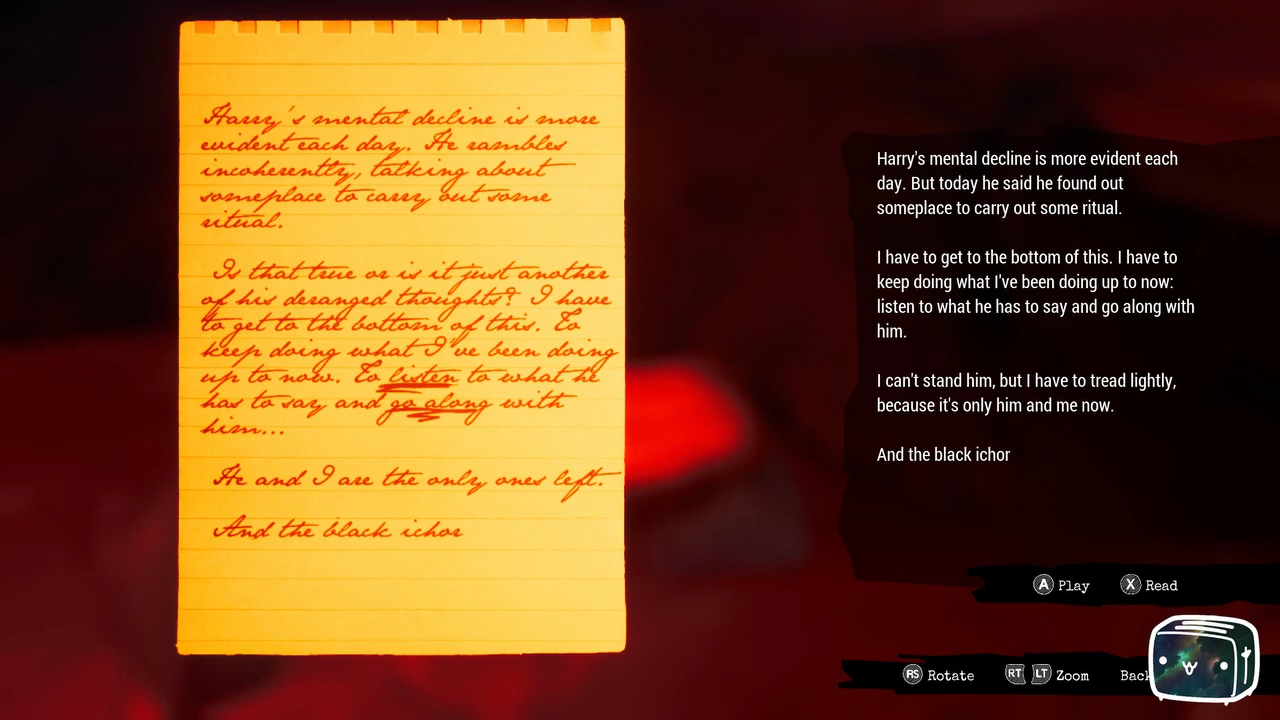 Harry's mental decline is more
evident each day. He rambles
incoherently, talking about
someplace to carry out some
ritual.
Is that true or is it just another
of his deranged thoughts? I have
to get to the bottom of this. To
keep doing what I've been doing
up to now. To listen to what he
has to say and go along with
him...
He and I are the only ones left.
And the black ichor
Harry's mental decline is more evident each
day. But today he said he found out
someplace to carry out some ritual.
I have to get to the bottom of this. I have to
keep doing what I've been doing up to now:
listen to what he has to say and go along with
him.
I can't stand him, but I have to tread lightly,
because it's only him and me now.
And the black ichor
A Play X Read
RS Rotate RT LT Zoom Back